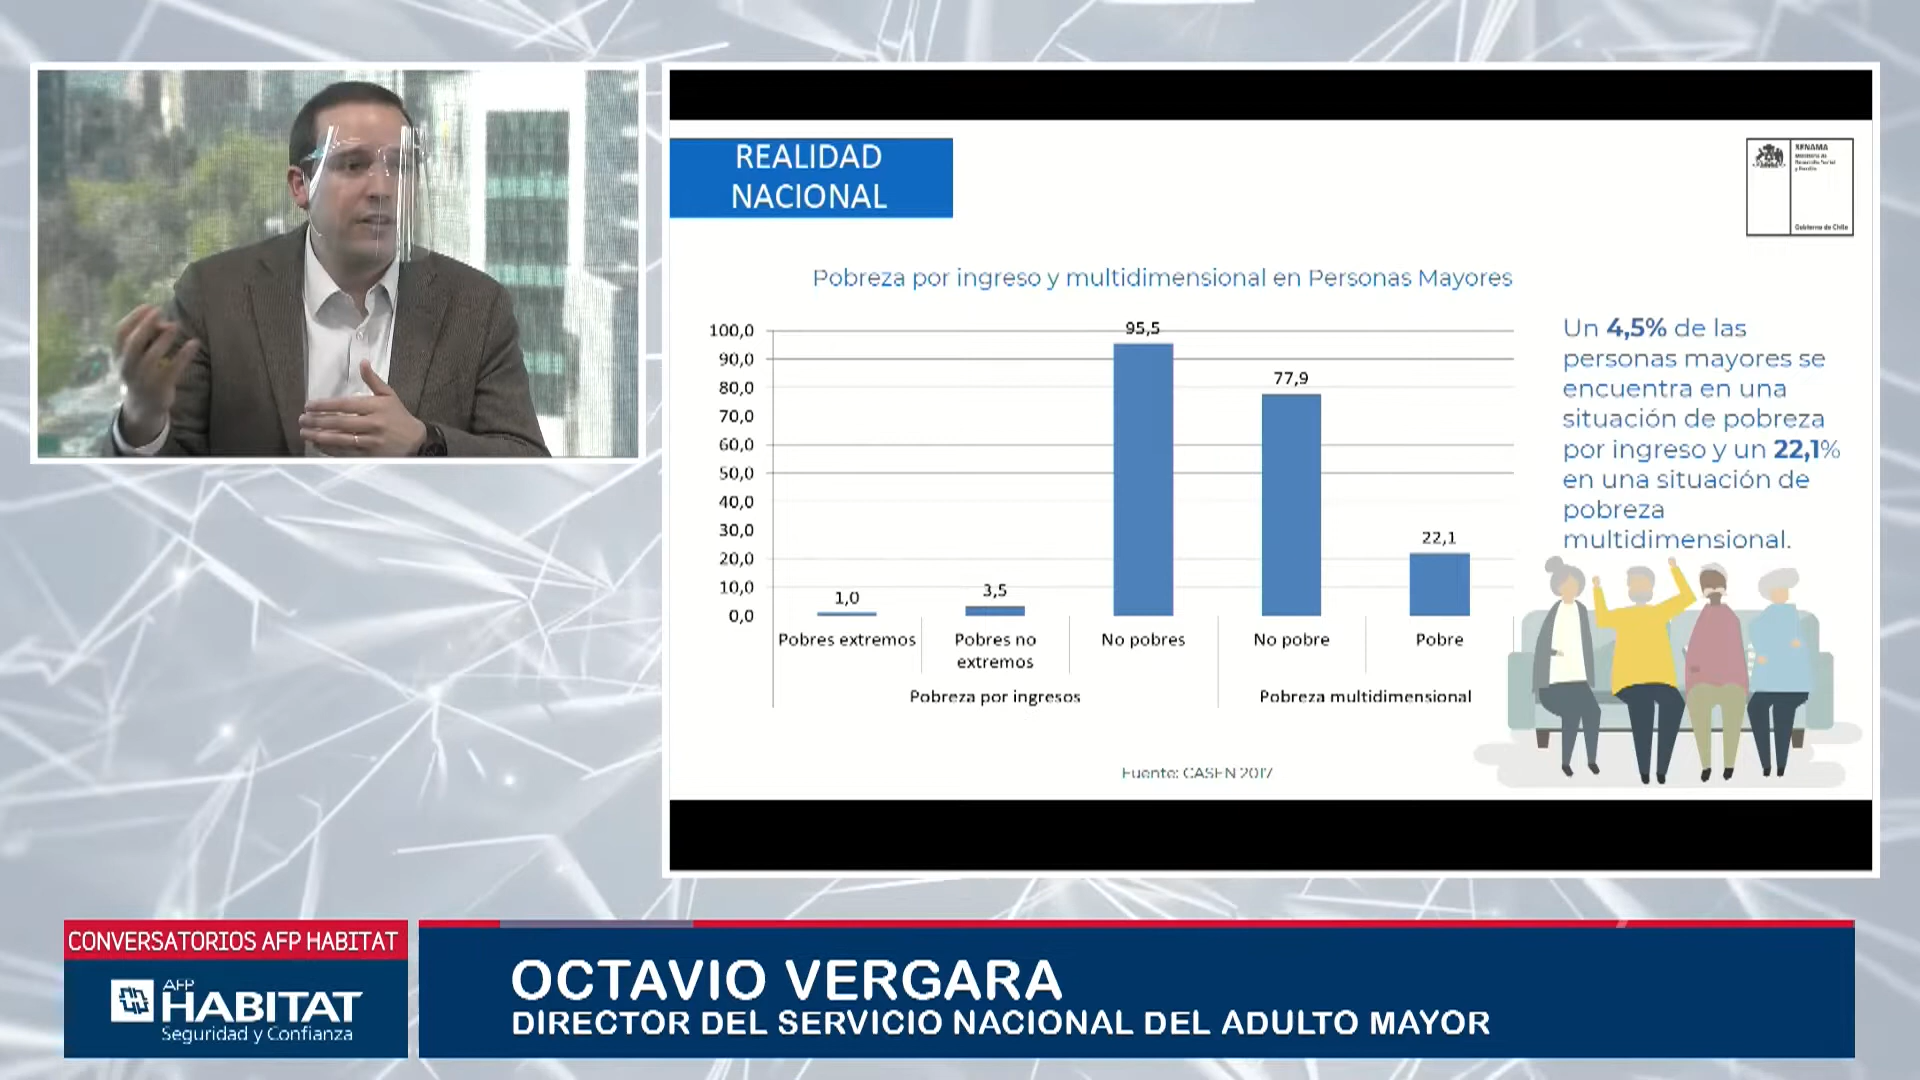 REALIDAD
NACIONAL
SENAMA
Ministerio de
Desarrollo Social
y Familia
Gobierno de Chile
Pobreza por ingreso y multidimensional en Personas Mayores
100,0
90,0
80,0
70,0
60,0
50,0
40,0
30,0
20,0
10,0
0,0
1,0
3,5
95,5
77,9
22,1
Pobres extremos
Pobres no
extremos
No pobres
No pobre
Pobre
Pobreza por ingresos
Pobreza multidimensional
Un 4,5% de las
personas mayores se
encuentra en una
situación de pobreza
por ingreso y un 22,1%
en una situación de
pobreza
multidimensional.
Fuente: CASEN 2017
CONVERSATORIOS AFP HABITAT
AFP
HABITAT
Seguridad y Confianza
OCTAVIO VERGARA
DIRECTOR DEL SERVICIO NACIONAL DEL ADULTO MAYOR